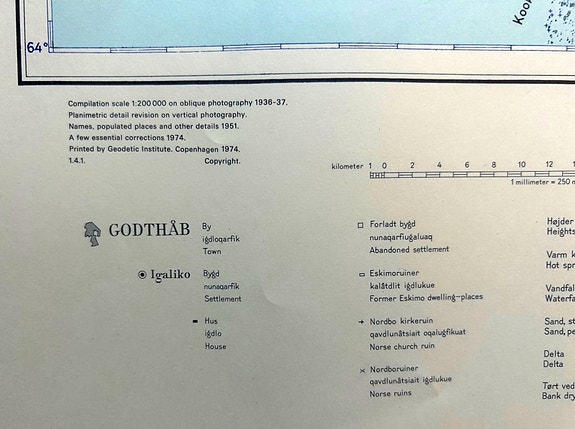 Koo
64°
Compilation scale 1:200 000 on oblique photography 1936-37.
Planimetric detail revision on vertical photography.
Names, populated places and other details 1951.
A few essential corrections 1974.
Printed by Geodetic Institute. Copenhagen 1974.
1.4.1. Copyright.
kilometer 1 0 2 4 6 8 10 12
1 millimeter = 250 m
GODTHÅB By
igdloqarfik
Town
Igaliko Bygd
nunaqarfik
Settlement
Hus
igdlo
House
Forladt bygd
nunaqarfiugaluaq
Abandoned settlement
Eskimoruiner
kalâtdlit igdlukue
Former Eskimo dwelling-places
Nordbo kirkeruin
qavdlunâtsiait oqalugfikuat
Norse church ruin
Nordboruiner
qavdlunâtsiait igdlukue
Norse ruins
Højder
Heights
Varm k
Hot spr
Vandfal
Waterfa
Sand, st
Sand, pe
Delta
Delta
Tørt ved
Bank dry